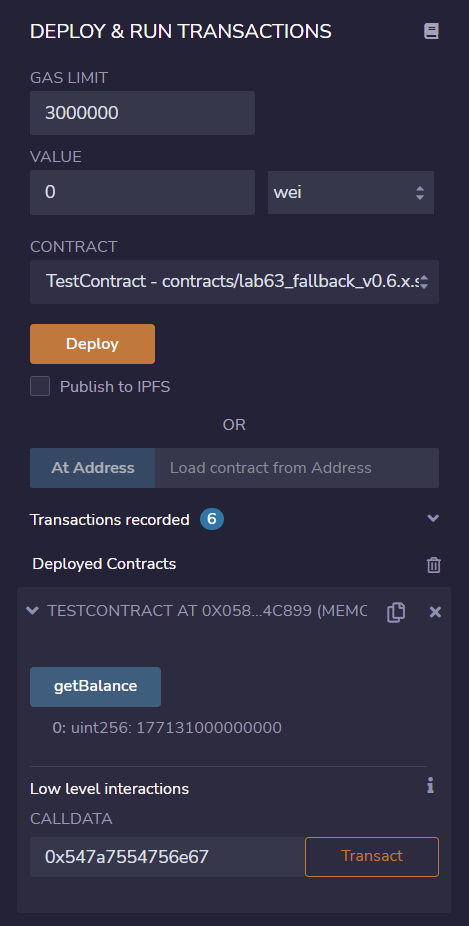 DEPLOY & RUN TRANSACTIONS
GAS LIMIT
3000000
VALUE
0 wei
CONTRACT
TestContract - contracts/lab63_fallback_v0.6.x.s
Deploy
Publish to IPFS
OR
At Address Load contract from Address
Transactions recorded 6
Deployed Contracts
TESTCONTRACT AT 0X058...4C899 (MEMC
getBalance
0: uint256: 177131000000000
Low level interactions
CALLDATA
0x547a7554756e67 Transact